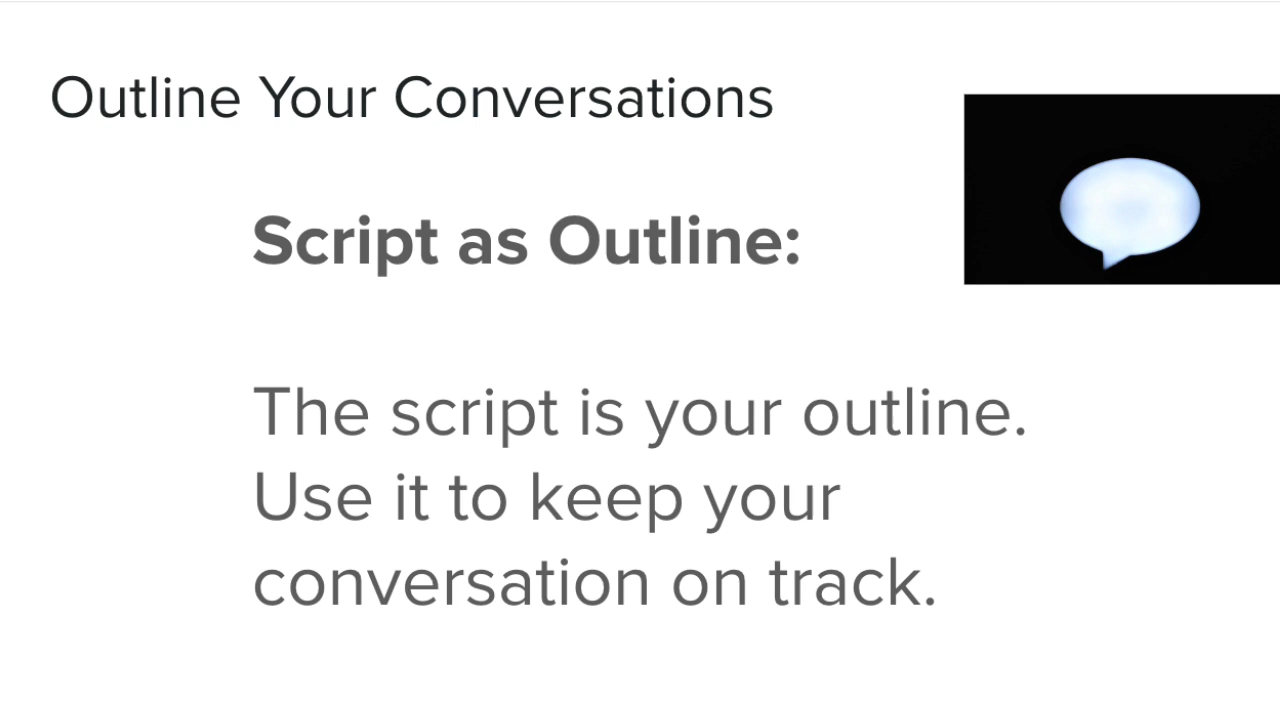 Outline Your Conversations
Script as Outline:
The script is your outline.
Use it to keep your
conversation on track.